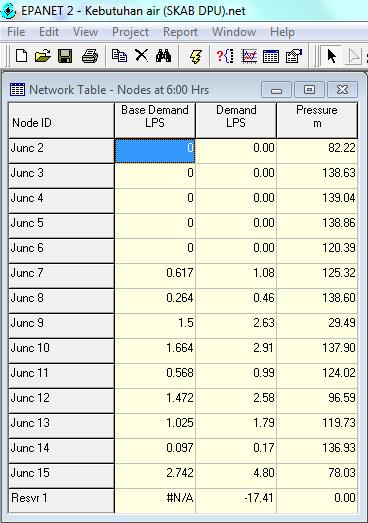 EPANET 2 - Kebutuhan air (SKAB DPU).net
File Edit View Project Report Window Help
Network Table - Nodes at 6:00 Hrs
Node ID Base Demand LPS Demand LPS Pressure m
Junc 2 0 0.00 82.22
Junc 3 0 0.00 138.63
Junc 4 0 0.00 139.04
Junc 5 0 0.00 138.86
Junc 6 0 0.00 120.39
Junc 7 0.617 1.08 125.32
Junc 8 0.264 0.46 138.60
Junc 9 1.5 2.63 29.49
Junc 10 1.664 2.91 137.90
Junc 11 0.568 0.99 124.02
Junc 12 1.472 2.58 96.59
Junc 13 1.025 1.79 119.73
Junc 14 0.097 0.17 136.93
Junc 15 2.742 4.80 78.03
Resvr 1 #N/A -17.41 0.00